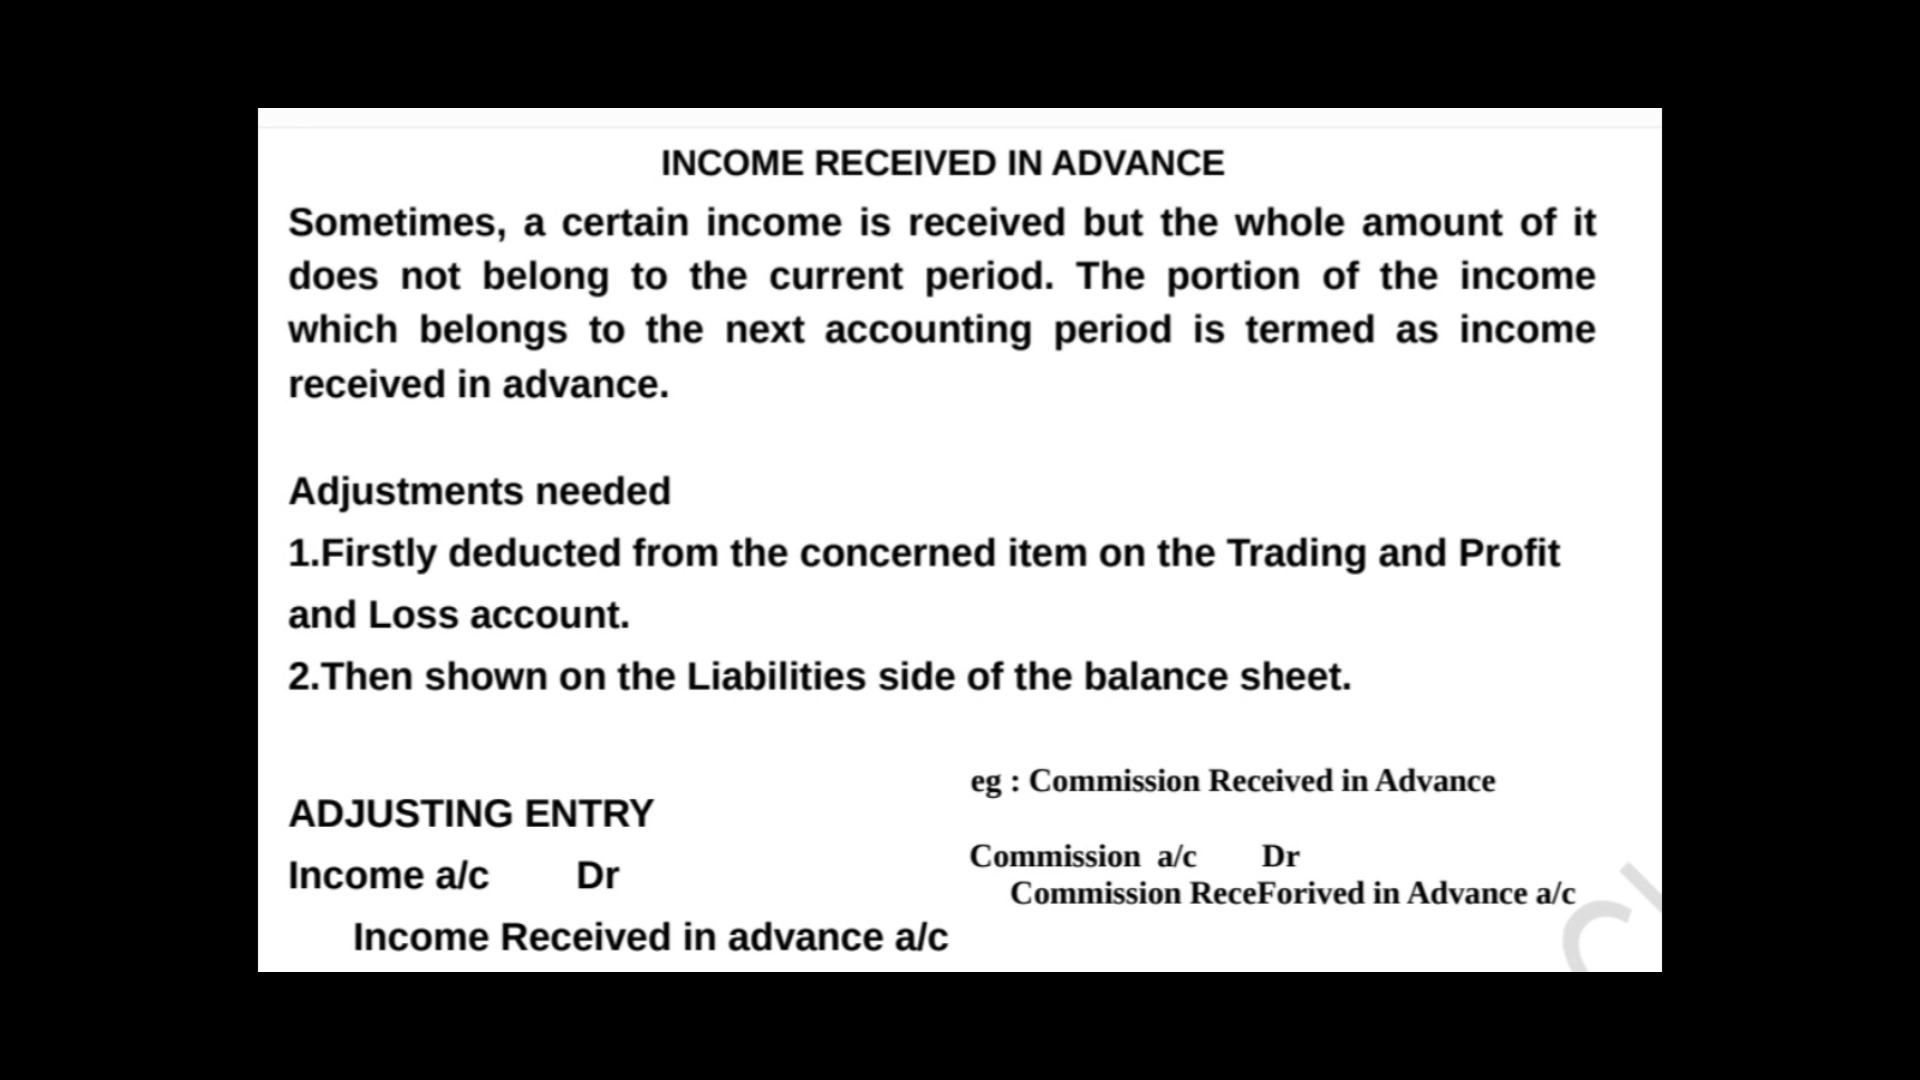 INCOME RECEIVED IN ADVANCE
Sometimes, a certain income is received but the whole amount of it
does not belong to the current period. The portion of the income
which belongs to the next accounting period is termed as income
received in advance.
Adjustments needed
1.Firstly deducted from the concerned item on the Trading and Profit
and Loss account.
2.Then shown on the Liabilities side of the balance sheet.
ADJUSTING ENTRY
Income a/c Dr
Income Received in advance a/c
eg : Commission Received in Advance
Commission a/c Dr
Commission ReceForived in Advance a/c